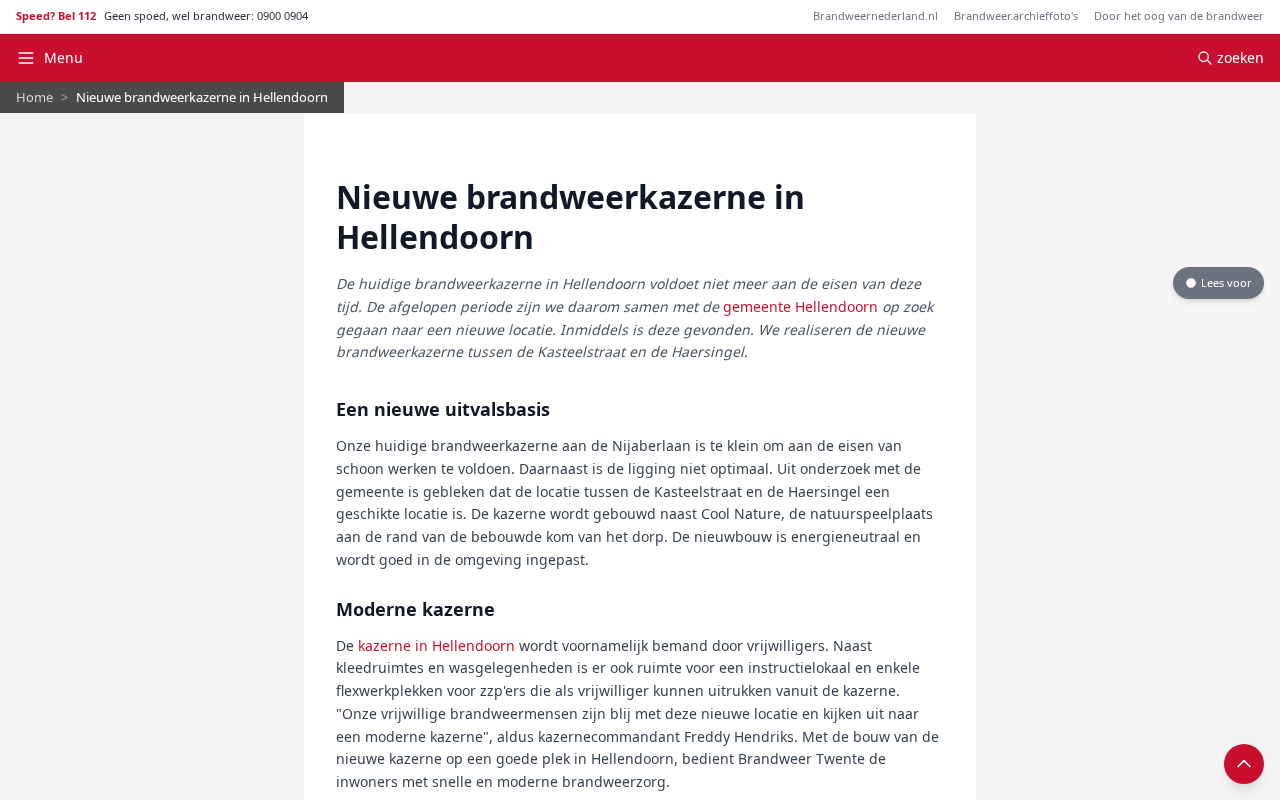 Speed? Bel 112 Geen spoed, wel brandweer: 0900 0904
Brandweernederland.nl Brandweer.archieffoto's Door het oog van de brandweer
Menu
zoeken
Home > Nieuwe brandweerkazerne in Hellendoorn
Nieuwe brandweerkazerne in
Hellendoorn
De huidige brandweerkazerne in Hellendoorn voldoet niet meer aan de eisen van deze
tijd. De afgelopen periode zijn we daarom samen met de gemeente Hellendoorn op zoek
gegaan naar een nieuwe locatie. Inmiddels is deze gevonden. We realiseren de nieuwe
brandweerkazerne tussen de Kasteelstraat en de Haersingel.
Lees voor
Een nieuwe uitvalsbasis
Onze huidige brandweerkazerne aan de Nijaberlaan is te klein om aan de eisen van
schoon werken te voldoen. Daarnaast is de ligging niet optimaal. Uit onderzoek met de
gemeente is gebleken dat de locatie tussen de Kasteelstraat en de Haersingel een
geschikte locatie is. De kazerne wordt gebouwd naast Cool Nature, de natuurspeelplaats
aan de rand van de bebouwde kom van het dorp. De nieuwbouw is energieneutraal en
wordt goed in de omgeving ingepast.
Moderne kazerne
De kazerne in Hellendoorn wordt voornamelijk bemand door vrijwilligers. Naast
kleedruimtes en wasgelegenheden is er ook ruimte voor een instructielokaal en enkele
flexwerkplekken voor zzp'ers die als vrijwilliger kunnen uitrukken vanuit de kazerne.
"Onze vrijwillige brandweermensen zijn blij met deze nieuwe locatie en kijken uit naar
een moderne kazerne", aldus kazernecommandant Freddy Hendriks. Met de bouw van de
nieuwe kazerne op een goede plek in Hellendoorn, bedient Brandweer Twente de
inwoners met snelle en moderne brandweerzorg.